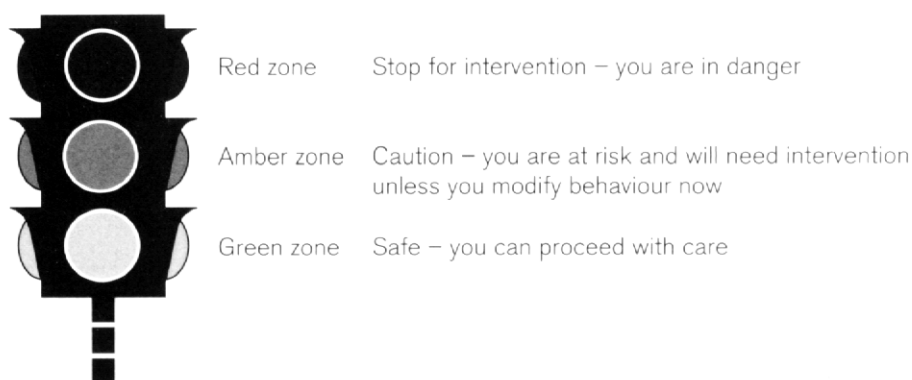 Red zone Stop for intervention – you are in danger
Amber zone Caution – you are at risk and will need intervention
unless you modify behaviour now
Green zone Safe – you can proceed with care